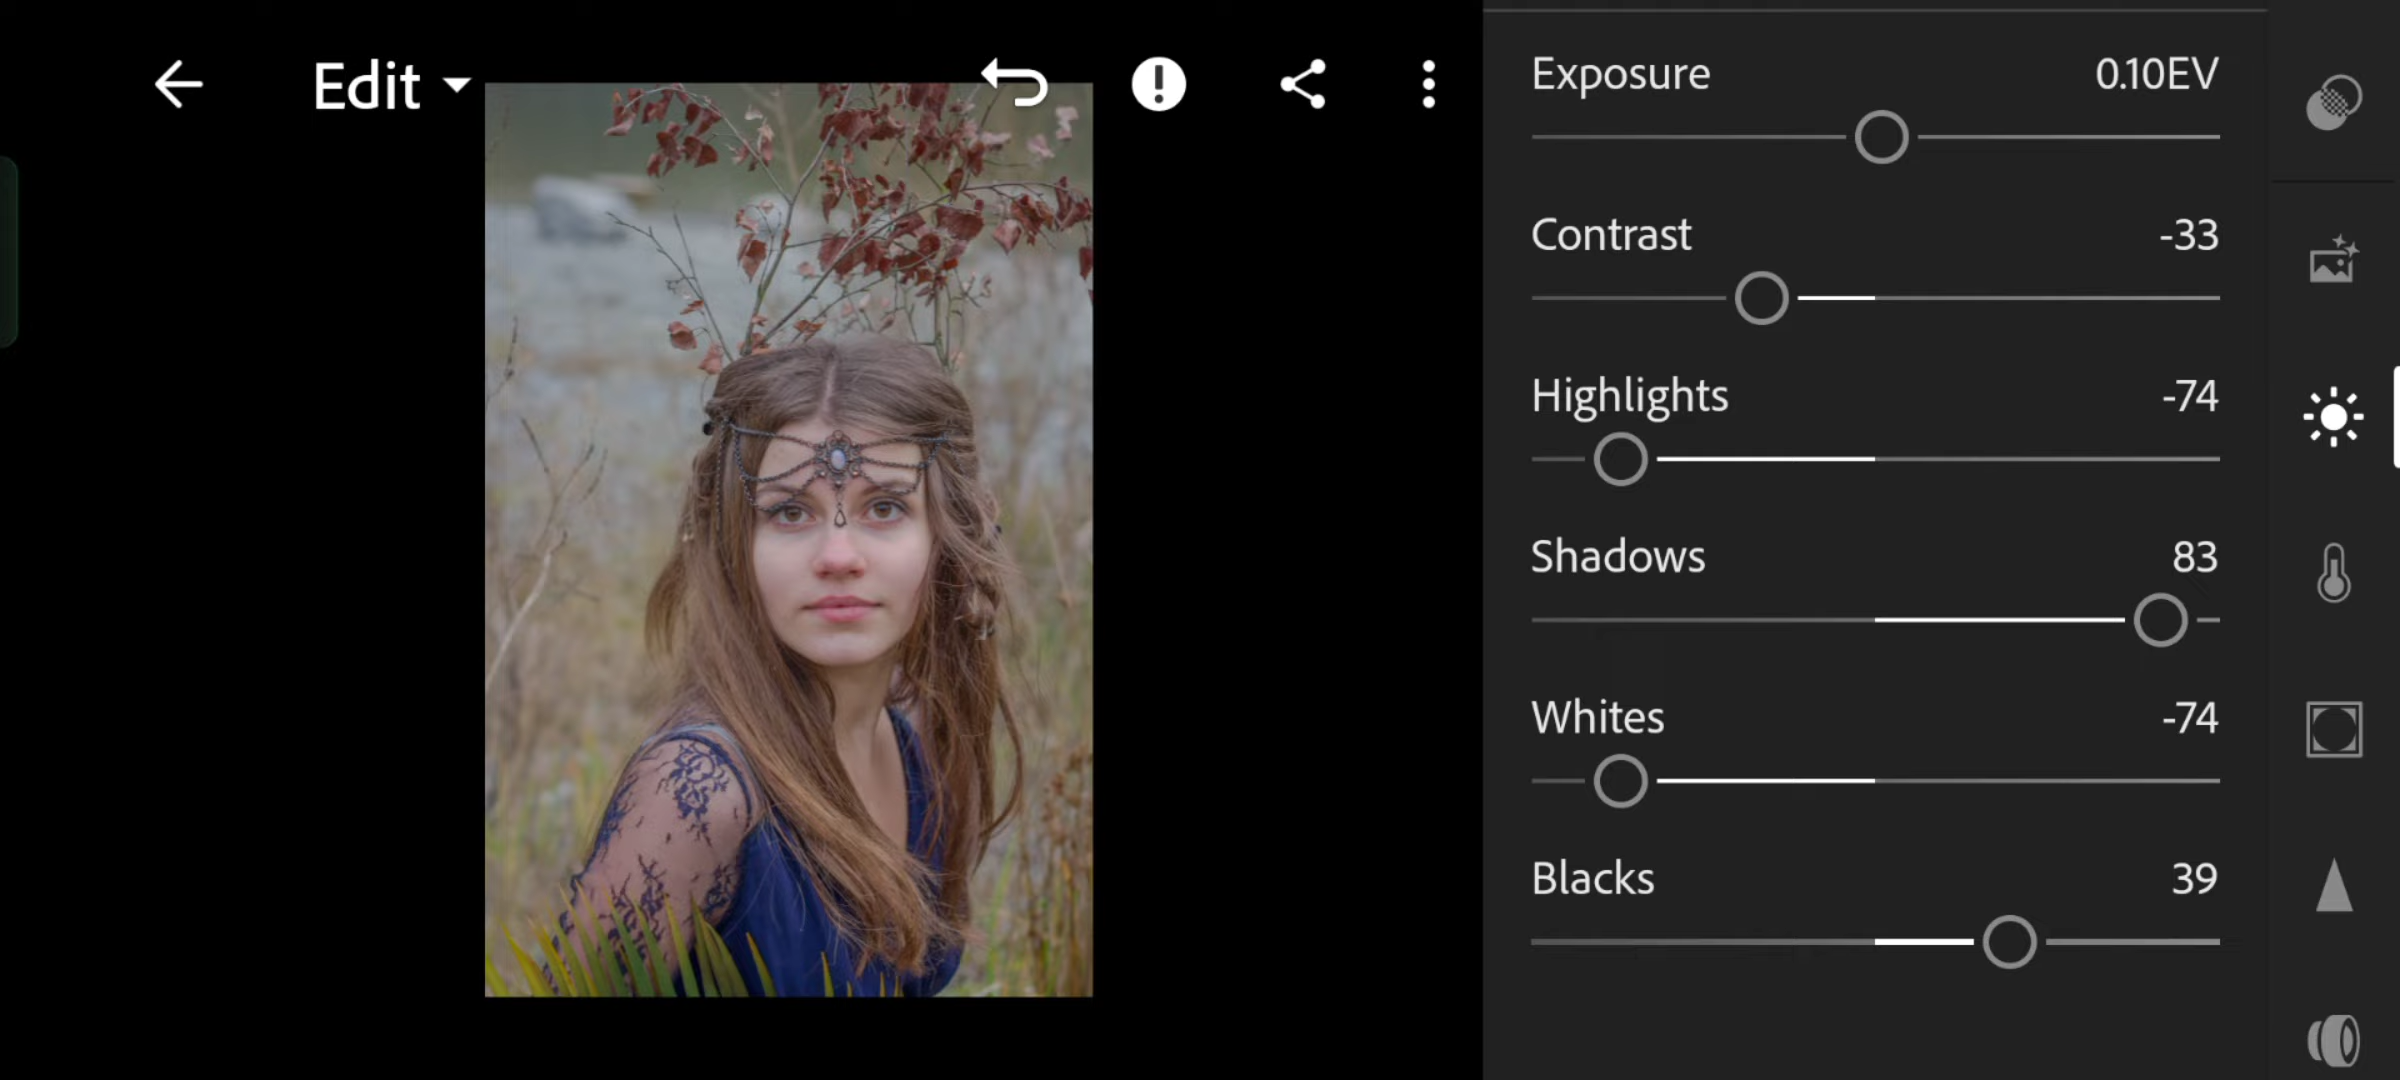 Edit
Exposure 0.10EV
Contrast -33
Highlights -74
Shadows 83
Whites -74
Blacks 39